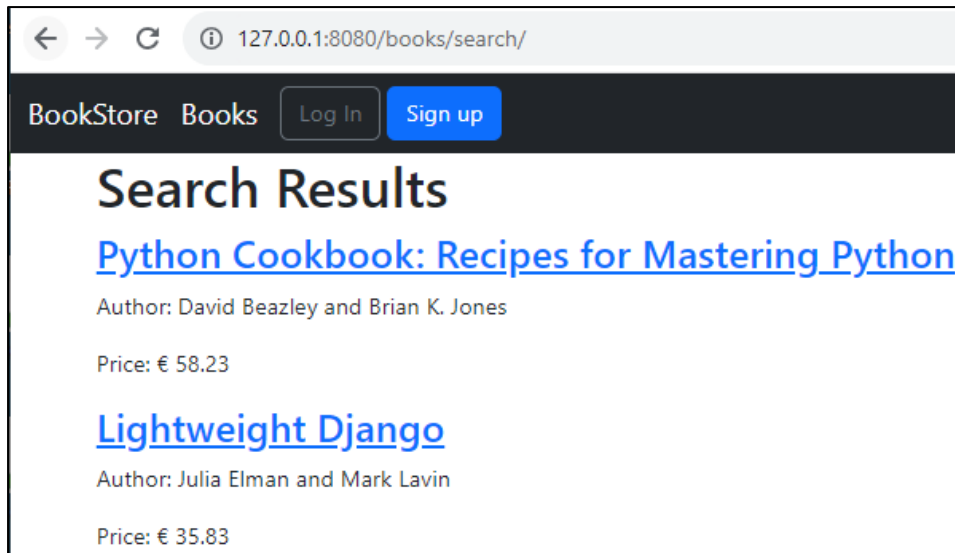 127.0.0.1:8080/books/search/
BookStore Books Log In Sign up
Search Results
Python Cookbook: Recipes for Mastering Python
Author: David Beazley and Brian K. Jones
Price: € 58.23
Lightweight Django
Author: Julia Elman and Mark Lavin
Price: € 35.83